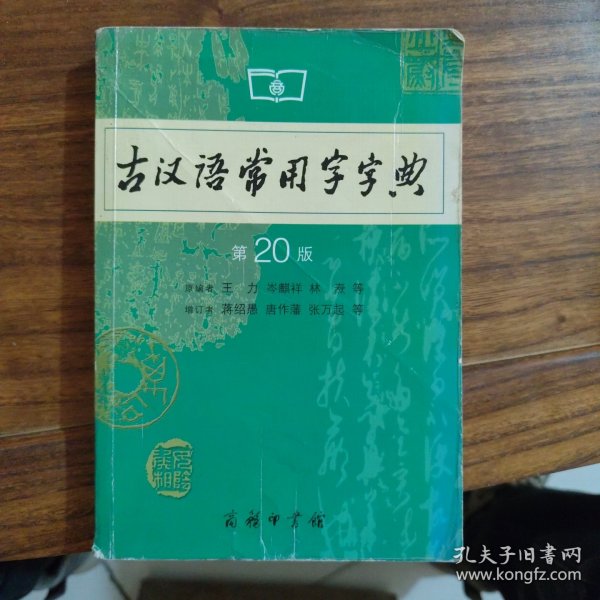 古汉语常用字字典
第20版
原编者 王 力 岑麒祥 林 焘 等
增订者 蒋绍愚 唐作藩 张万起 等
商务印书馆
孔夫子旧书网
www.kongfz.com